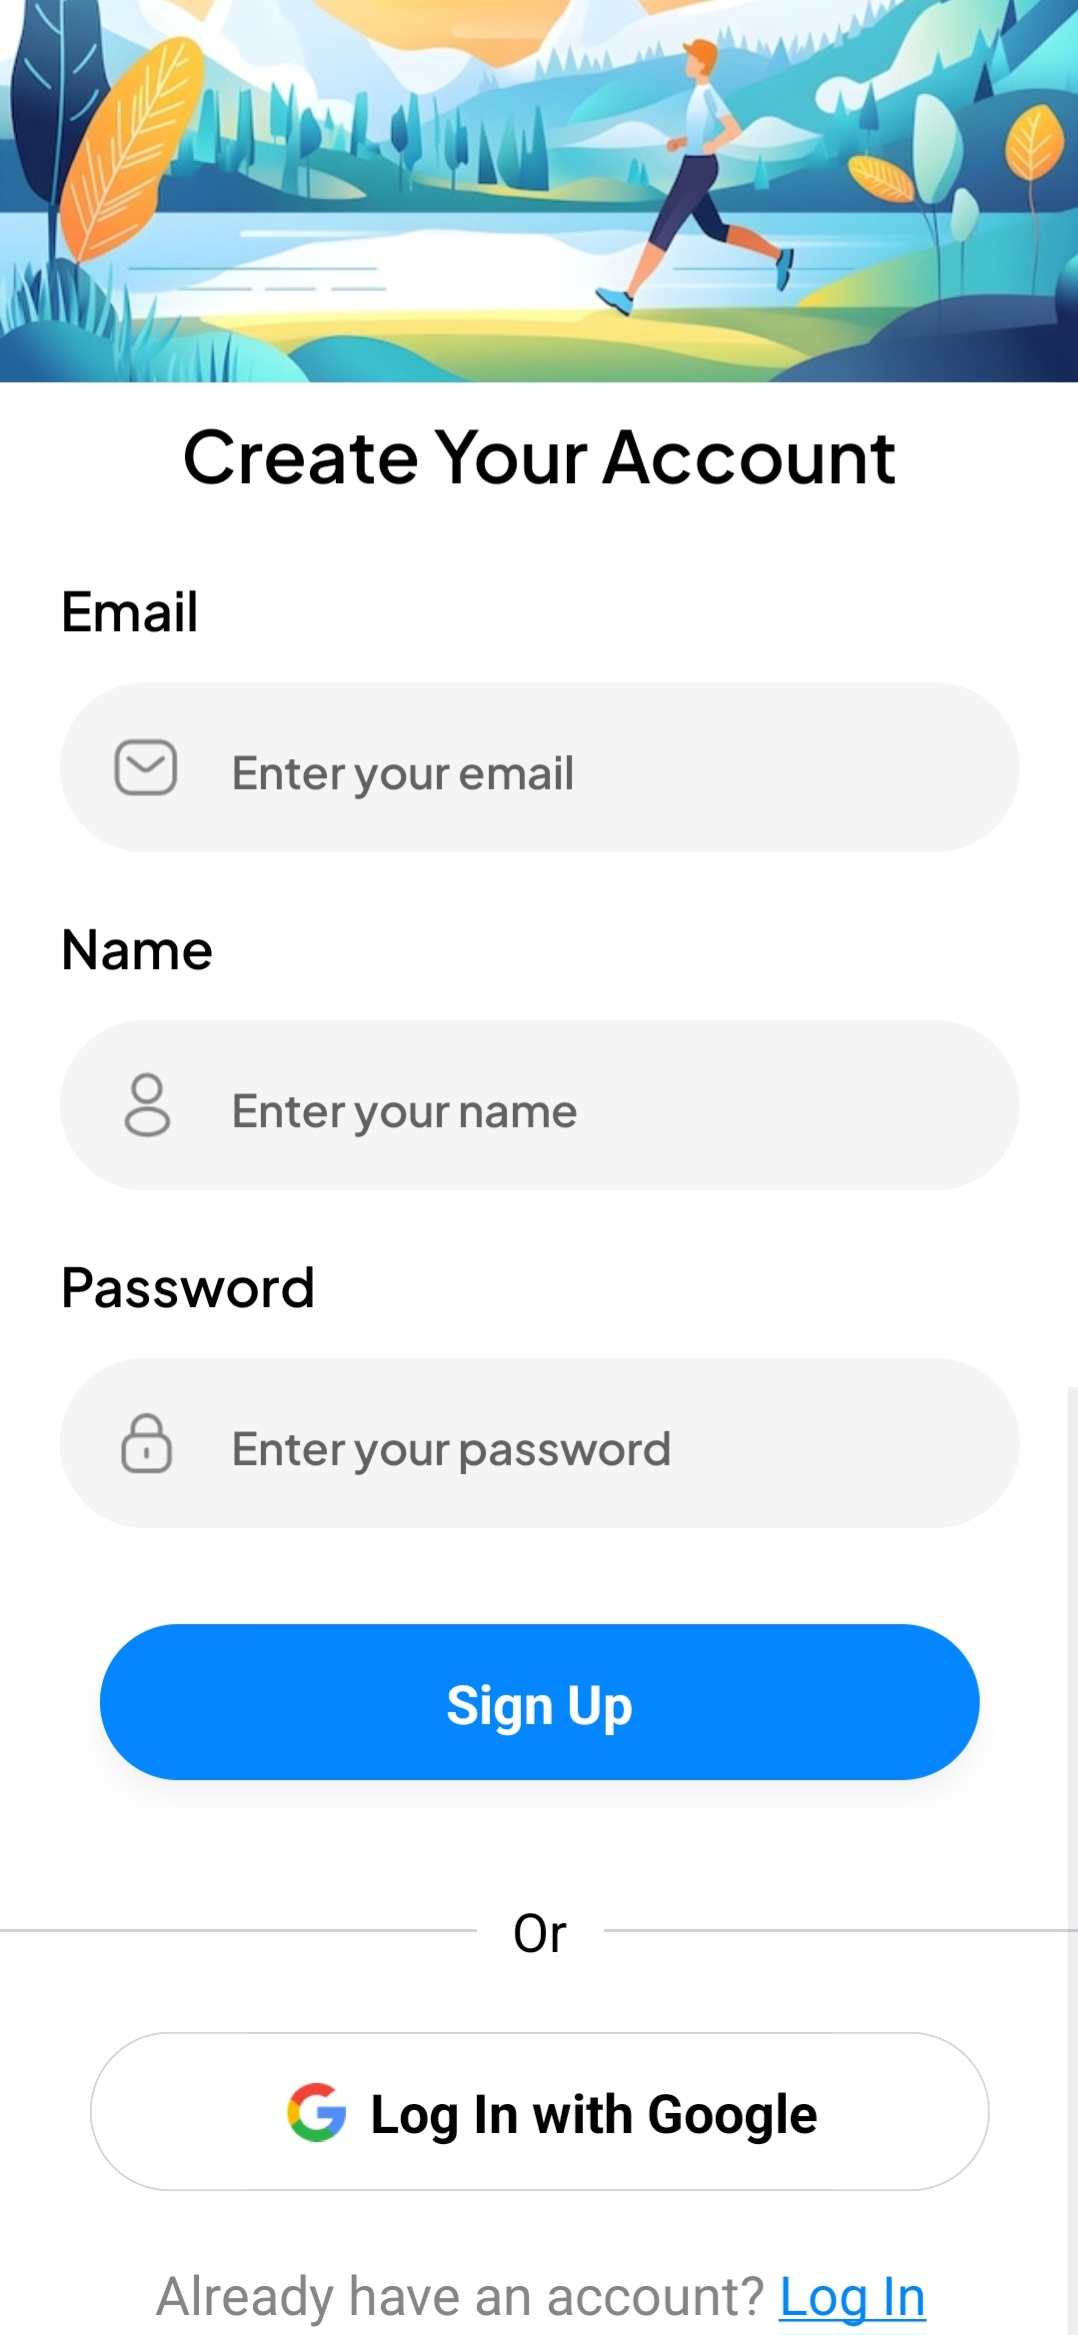 Create Your Account
Email
Enter your email
Name
Enter your name
Password
Enter your password
Sign Up
Or
Log In with Google
Already have an account? Log In